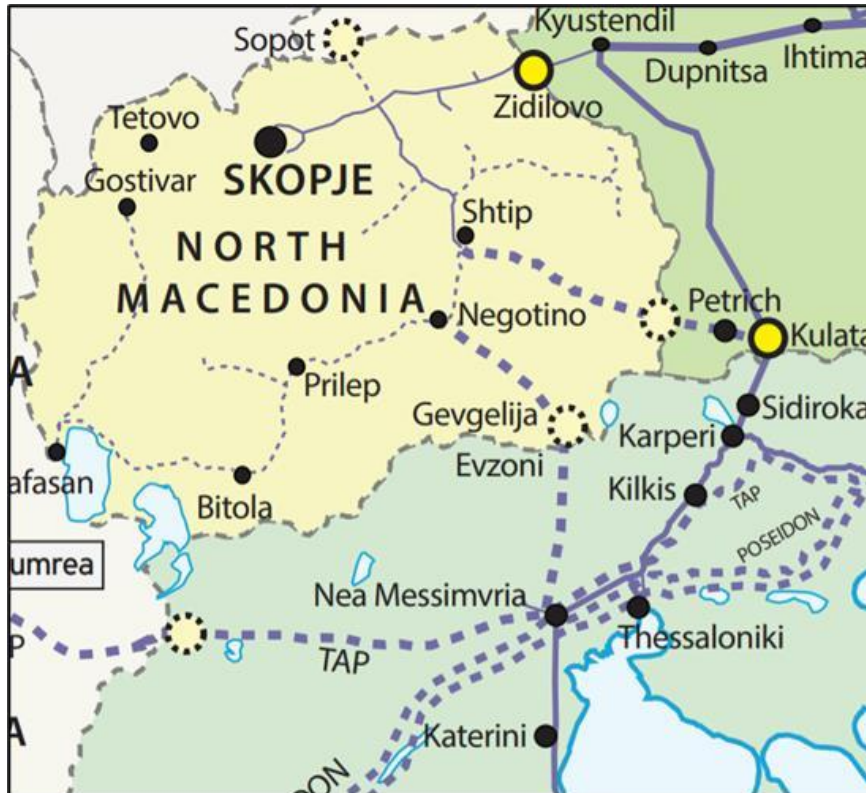 Sopot
Kyustendil
Dupnitsa
Ihtima
Zidilovo
Tetovo
SKOPJE
Gostivar
Shtip
NORTH
MACEDONIA
Negotino
Petrich
Kulata
A
Prilep
Gevgelija
Sidiroka
Karperi
afasan
Evzoni
Kilkis
TAP
Bitola
POSEIDON
umrea
Nea Messimvria
Thessaloniki
P
TAP
A
Katerini
DON